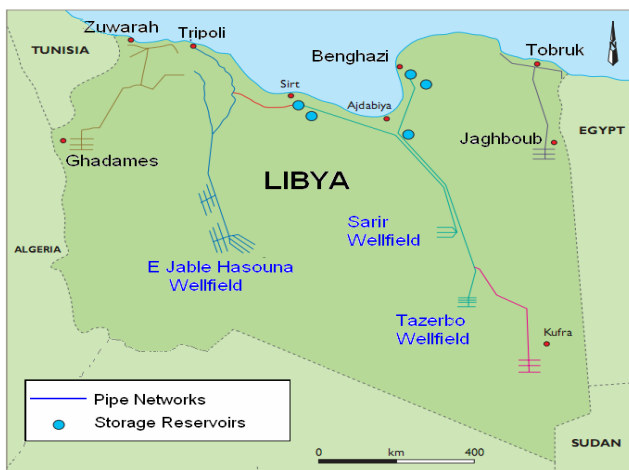 Zuwarah
Tripoli
TUNISIA
Benghazi
Tobruk
Sirt
Ajdabiya
Ghadames
Jaghboub
EGYPT
LIBYA
Sarir
Wellfield
ALGERIA
E Jable Hasouna
Wellfield
Tazerbo
Wellfield
Kufra
Pipe Networks
Storage Reservoirs
SUDAN
0 km 400